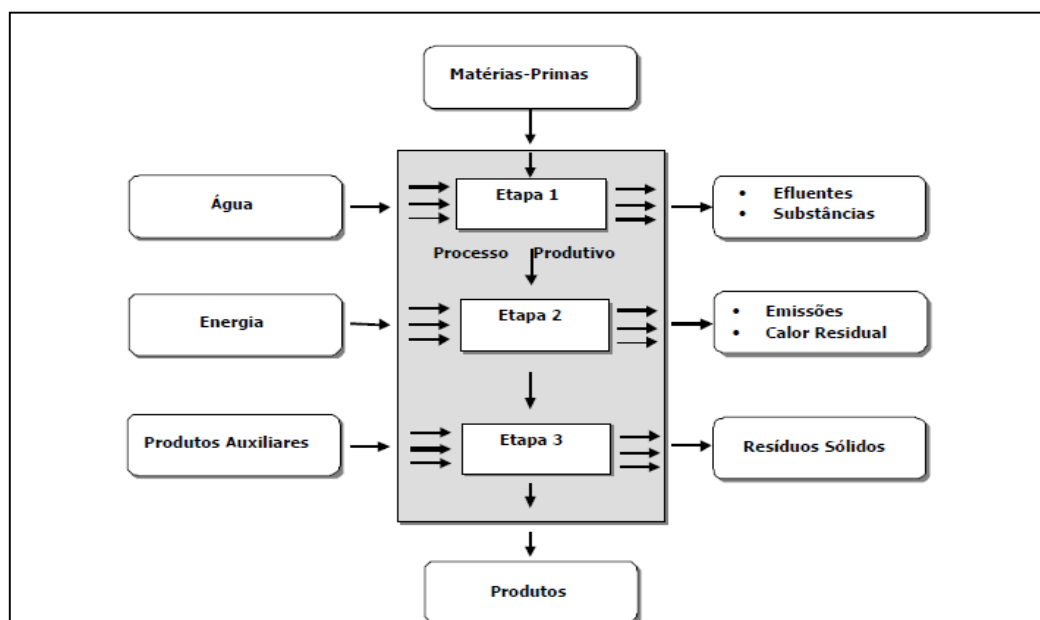 Matérias-Primas
Água
Etapa 1
• Efluentes
• Substâncias
Processo Produtivo
Energia
Etapa 2
• Emissões
• Calor Residual
Produtos Auxiliares
Etapa 3
Resíduos Sólidos
Produtos